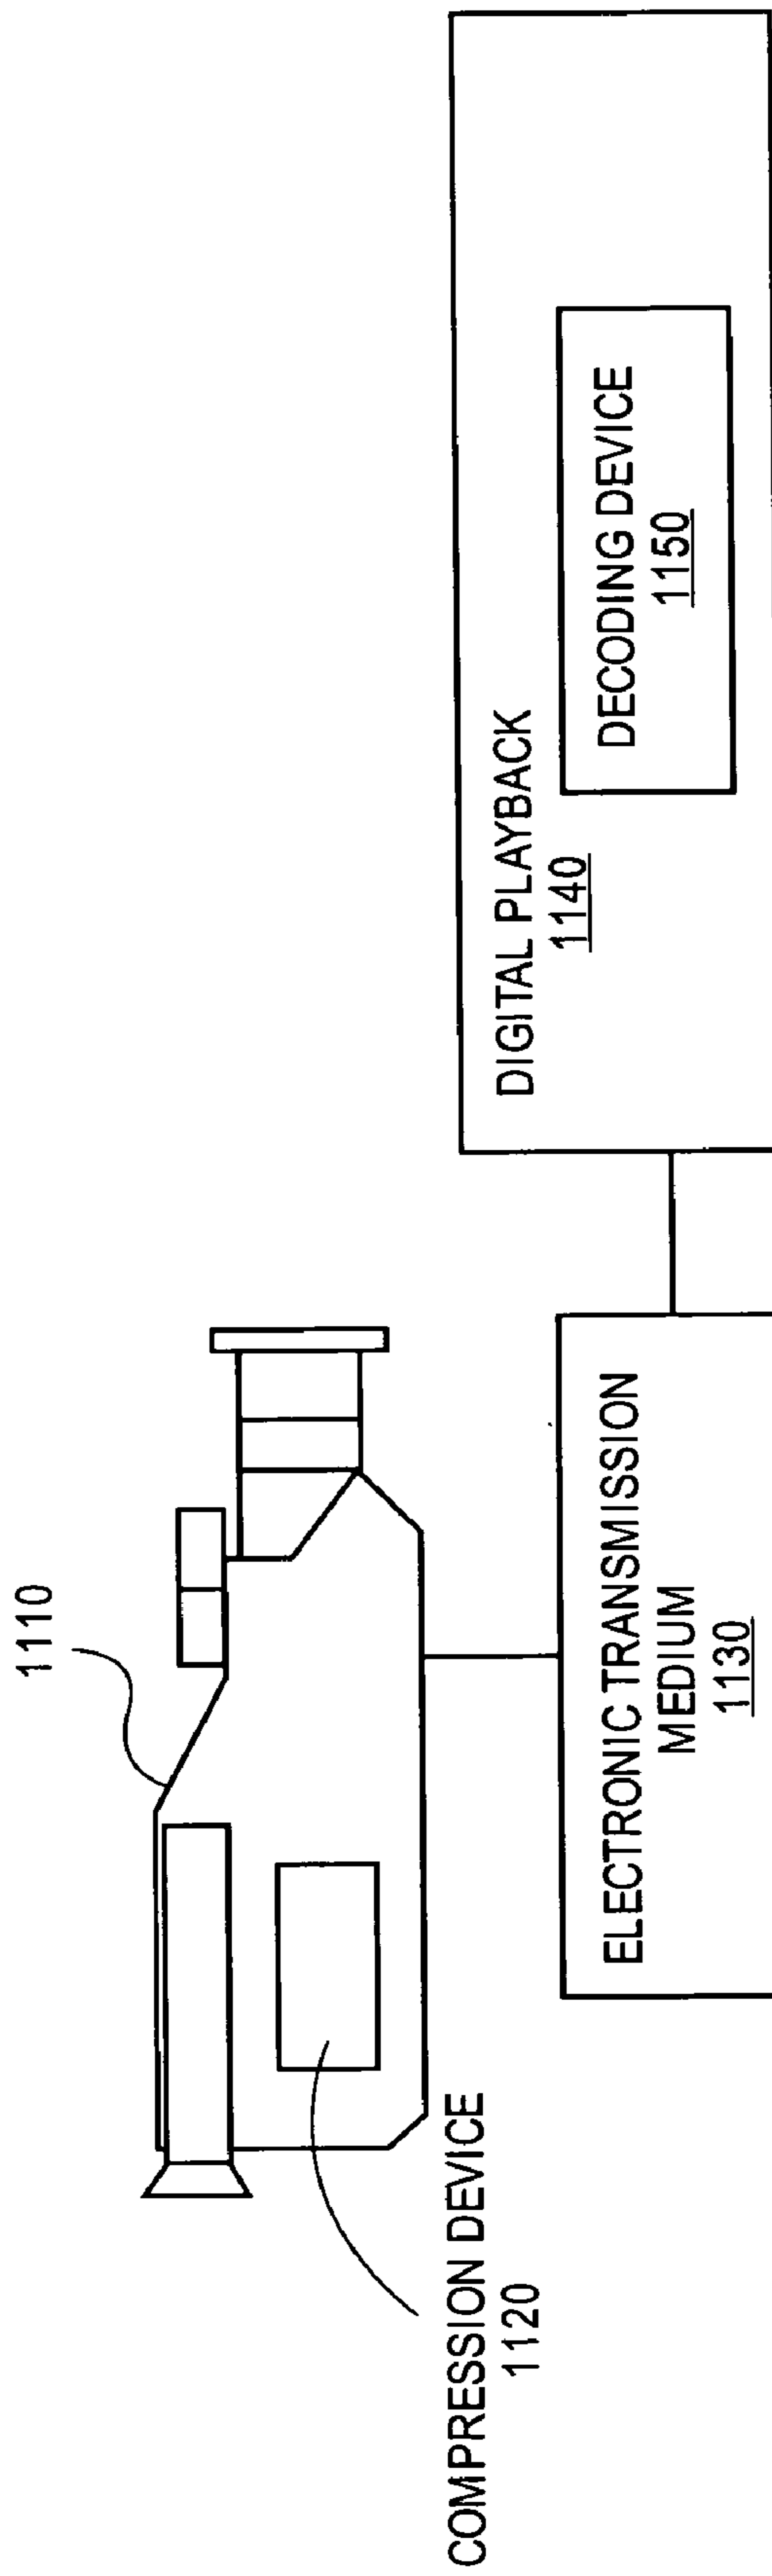 1110
COMPRESSION DEVICE
1120
ELECTRONIC TRANSMISSION
MEDIUM
1130
DIGITAL PLAYBACK
1140
DECODING DEVICE
1150